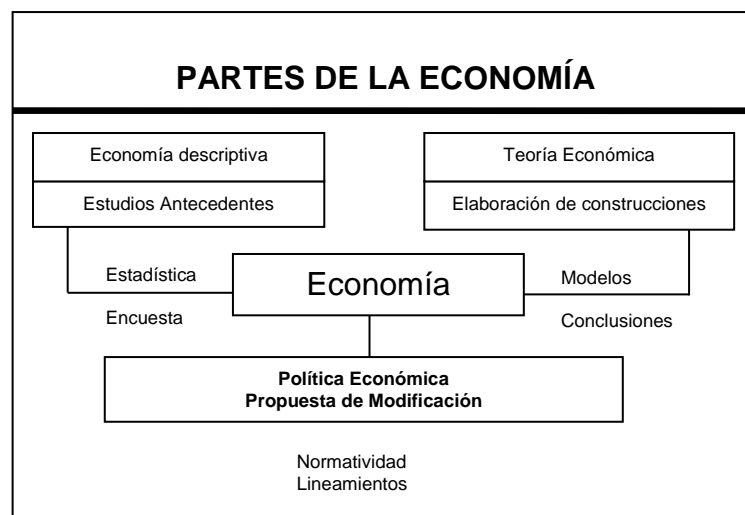 PARTES DE LA ECONOMÍA
Economía descriptiva
Estudios Antecedentes
Teoría Económica
Elaboración de construcciones
Estadística
Encuesta
Economía
Modelos
Conclusiones
Política Económica
Propuesta de Modificación
Normatividad
Lineamientos